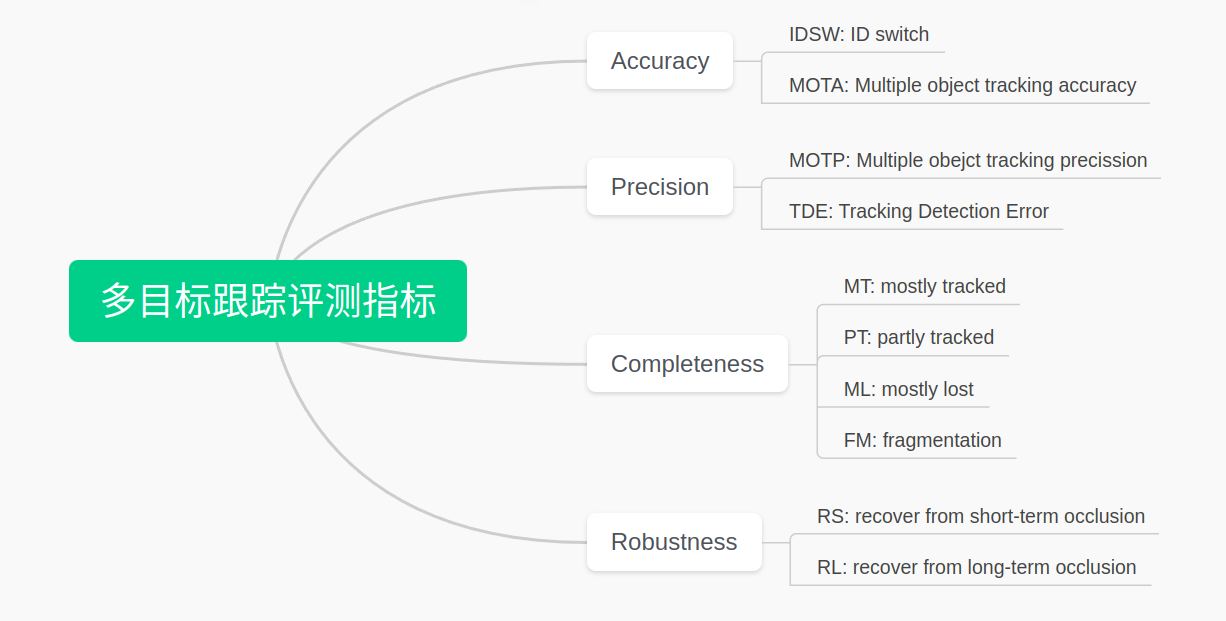 多目标跟踪评测指标
Accuracy
IDSW: ID switch
MOTA: Multiple object tracking accuracy
Precision
MOTP: Multiple obejct tracking precission
TDE: Tracking Detection Error
Completeness
MT: mostly tracked
PT: partly tracked
ML: mostly lost
FM: fragmentation
Robustness
RS: recover from short-term occlusion
RL: recover from long-term occlusion